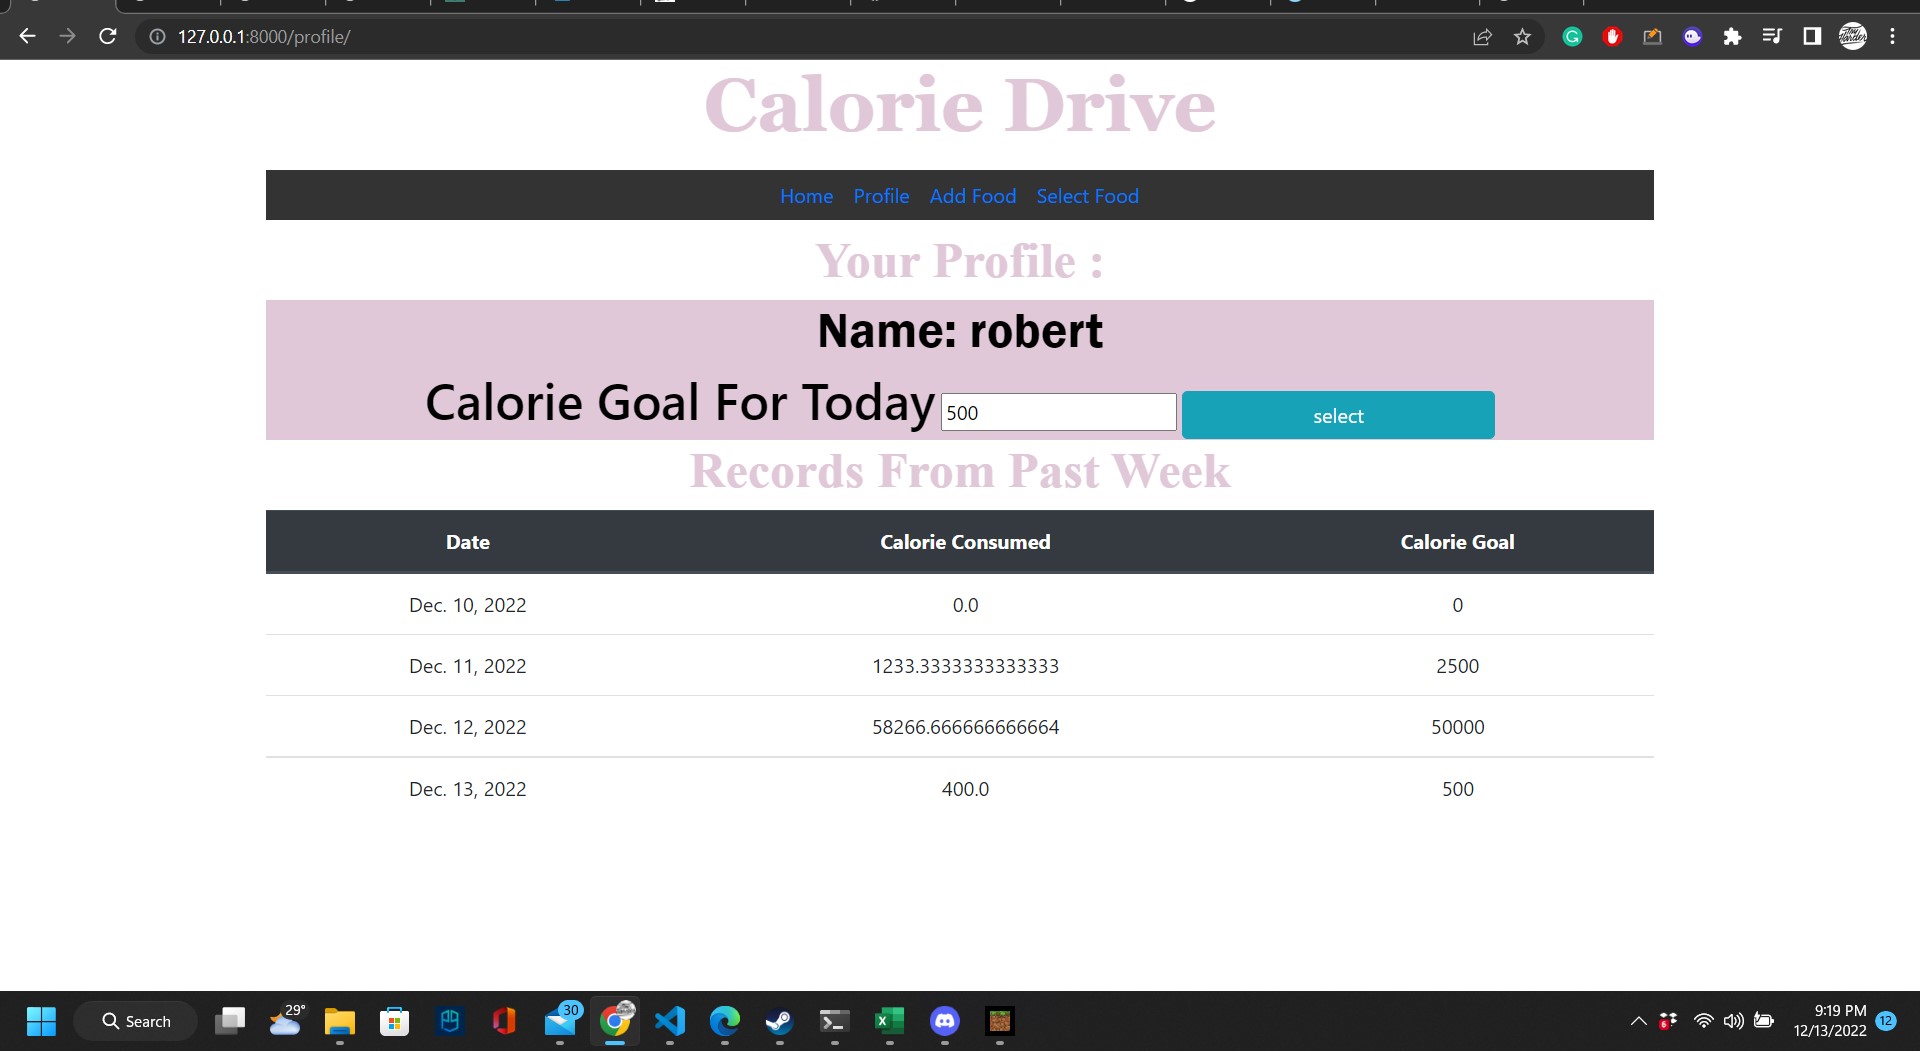 127.0.0.1:8000/profile/
Calorie Drive
Home Profile Add Food Select Food
Your Profile :
Name: robert
Calorie Goal For Today 500 select
Records From Past Week
Date Calorie Consumed Calorie Goal
Dec. 10, 2022 0.0 0
Dec. 11, 2022 1233.3333333333333 2500
Dec. 12, 2022 58266.666666666664 50000
Dec. 13, 2022 400.0 500
Search 29° 30 6 9:19 PM 12
12/13/2022